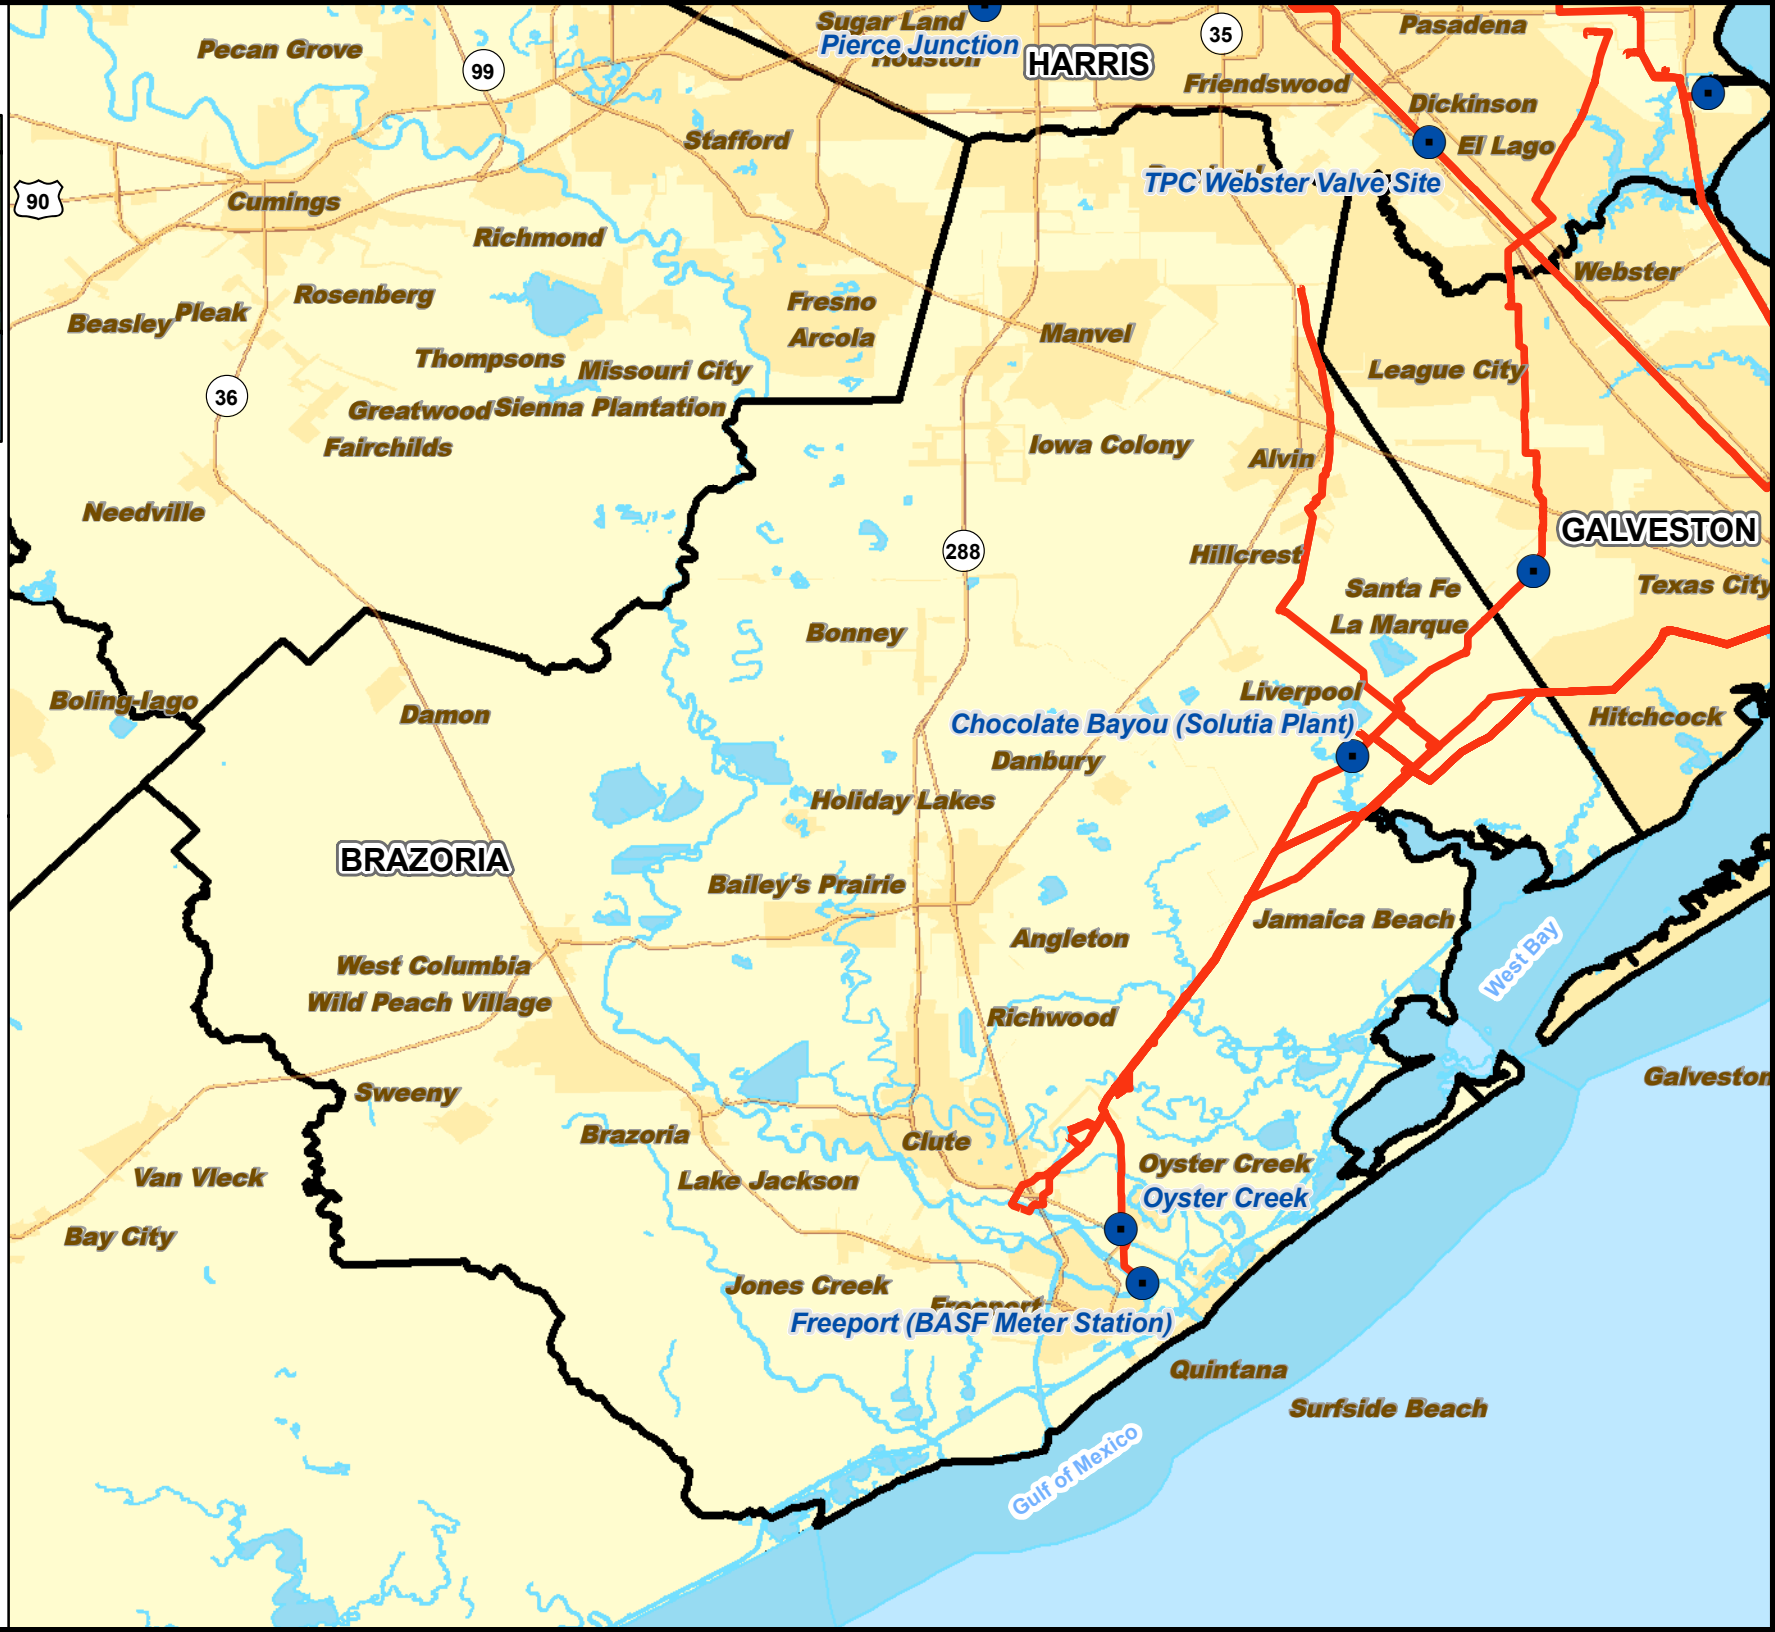 Sugar Land
Pasadena
Pierce Junction
Houston
35
Pecan Grove
99
HARRIS
Friendswood
Dickinson
Stafford
El Lago
TPC Webster Valve Site
90
Cumings
Richmond
Webster
Rosenberg
Fresno
Beasley
Pleak
Arcola
Manvel
Thompsons
Missouri City
League City
36
Greatwood
Sienna Plantation
Fairchilds
Iowa Colony
Alvin
Needville
GALVESTON
288
Hillcrest
Santa Fe
Texas City
La Marque
Bonney
Boling-Iago
Liverpool
Damon
Hitchcock
Chocolate Bayou (Solutia Plant)
Danbury
Holiday Lakes
BRAZORIA
Bailey's Prairie
Jamaica Beach
Angleton
West Bay
West Columbia
Wild Peach Village
Richwood
Galveston
Sweeny
Brazoria
Clute
Oyster Creek
Van Vleck
Lake Jackson
Oyster Creek
Bay City
Jones Creek
Freeport
Freeport (BASF Meter Station)
Quintana
Surfside Beach
Gulf of Mexico